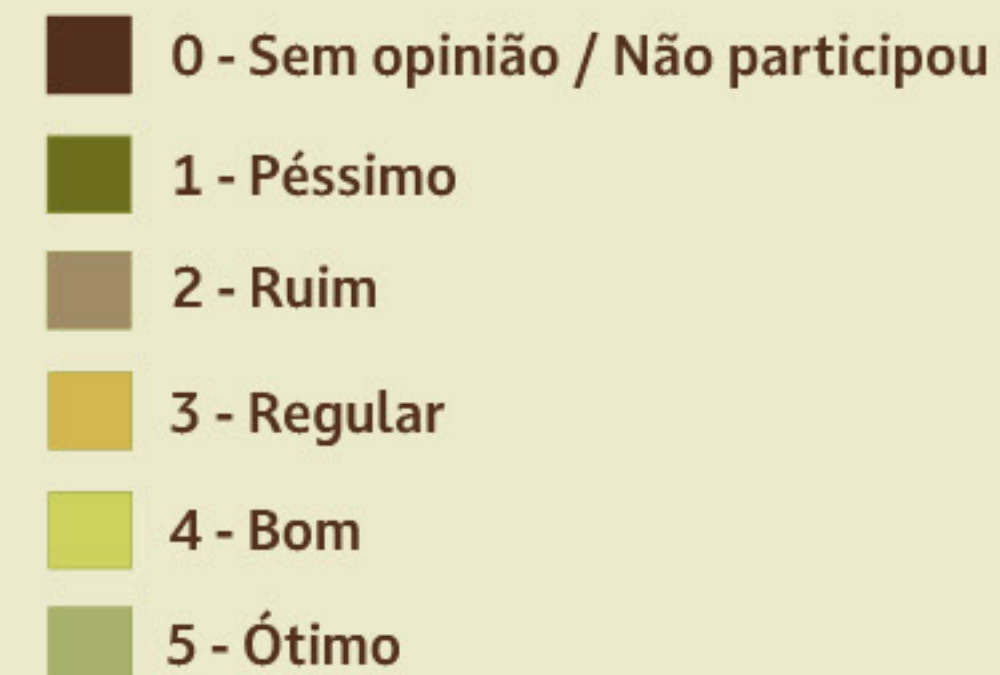 0 - Sem opinião / Não participou
1 - Péssimo
2 - Ruim
3 - Regular
4 - Bom
5 - Ótimo